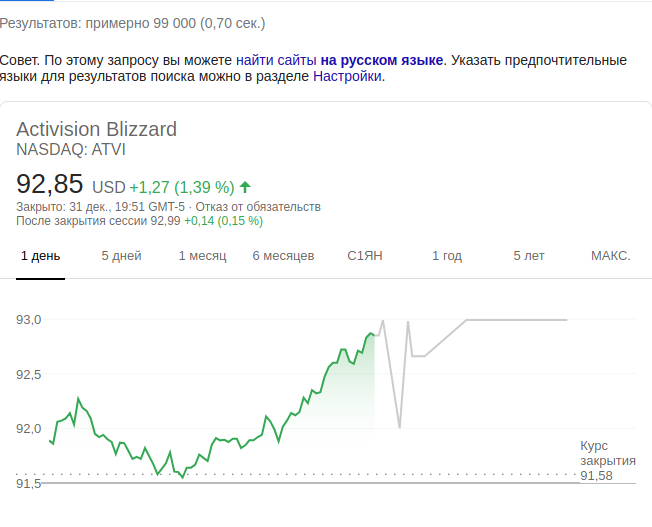 Результатов: примерно 99 000 (0,70 сек.)
Совет. По этому запросу вы можете найти сайты на русском языке. Указать предпочтительные
языки для результатов поиска можно в разделе Настройки.
Activision Blizzard
NASDAQ: ATVI
92,85 USD +1,27 (1,39 %)
Закрыто: 31 дек., 19:51 GMT-5 · Отказ от обязательств
После закрытия сессии 92,99 +0,14 (0,15 %)
1 день 5 дней 1 месяц 6 месяцев С1ЯН 1 год 5 лет МАКС.
93,0
92,5
92,0
Курс
закрытия
91,58
91,5